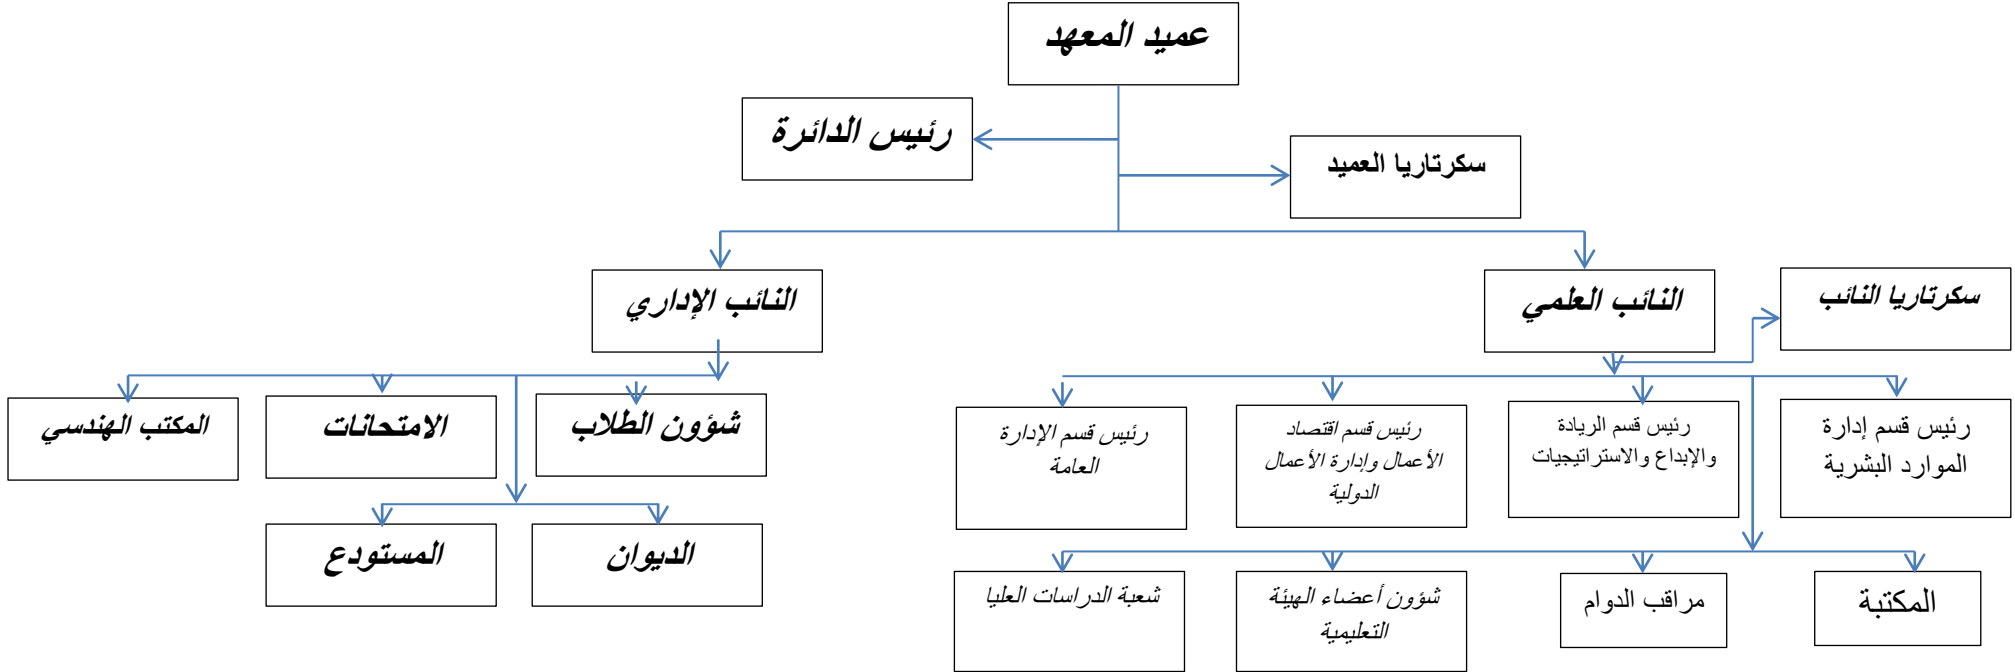 عميد المعهد
رئيس الدائرة
سكرتاريا العميد
النائب العلمي
سكرتاريا النائب
النائب الإداري
رئيس قسم إدارة
الموارد البشرية
رئيس قسم الريادة
والإبداع والاستراتيجيات
رئيس قسم اقتصاد
الأعمال وإدارة الأعمال
الدولية
رئيس قسم الإدارة
العامة
شؤون الطلاب
الامتحانات
المكتب الهندسي
المكتبة
مراقب الدوام
شؤون أعضاء الهيئة
التعليمية
شعبة الدراسات العليا
الديوان
المستودع